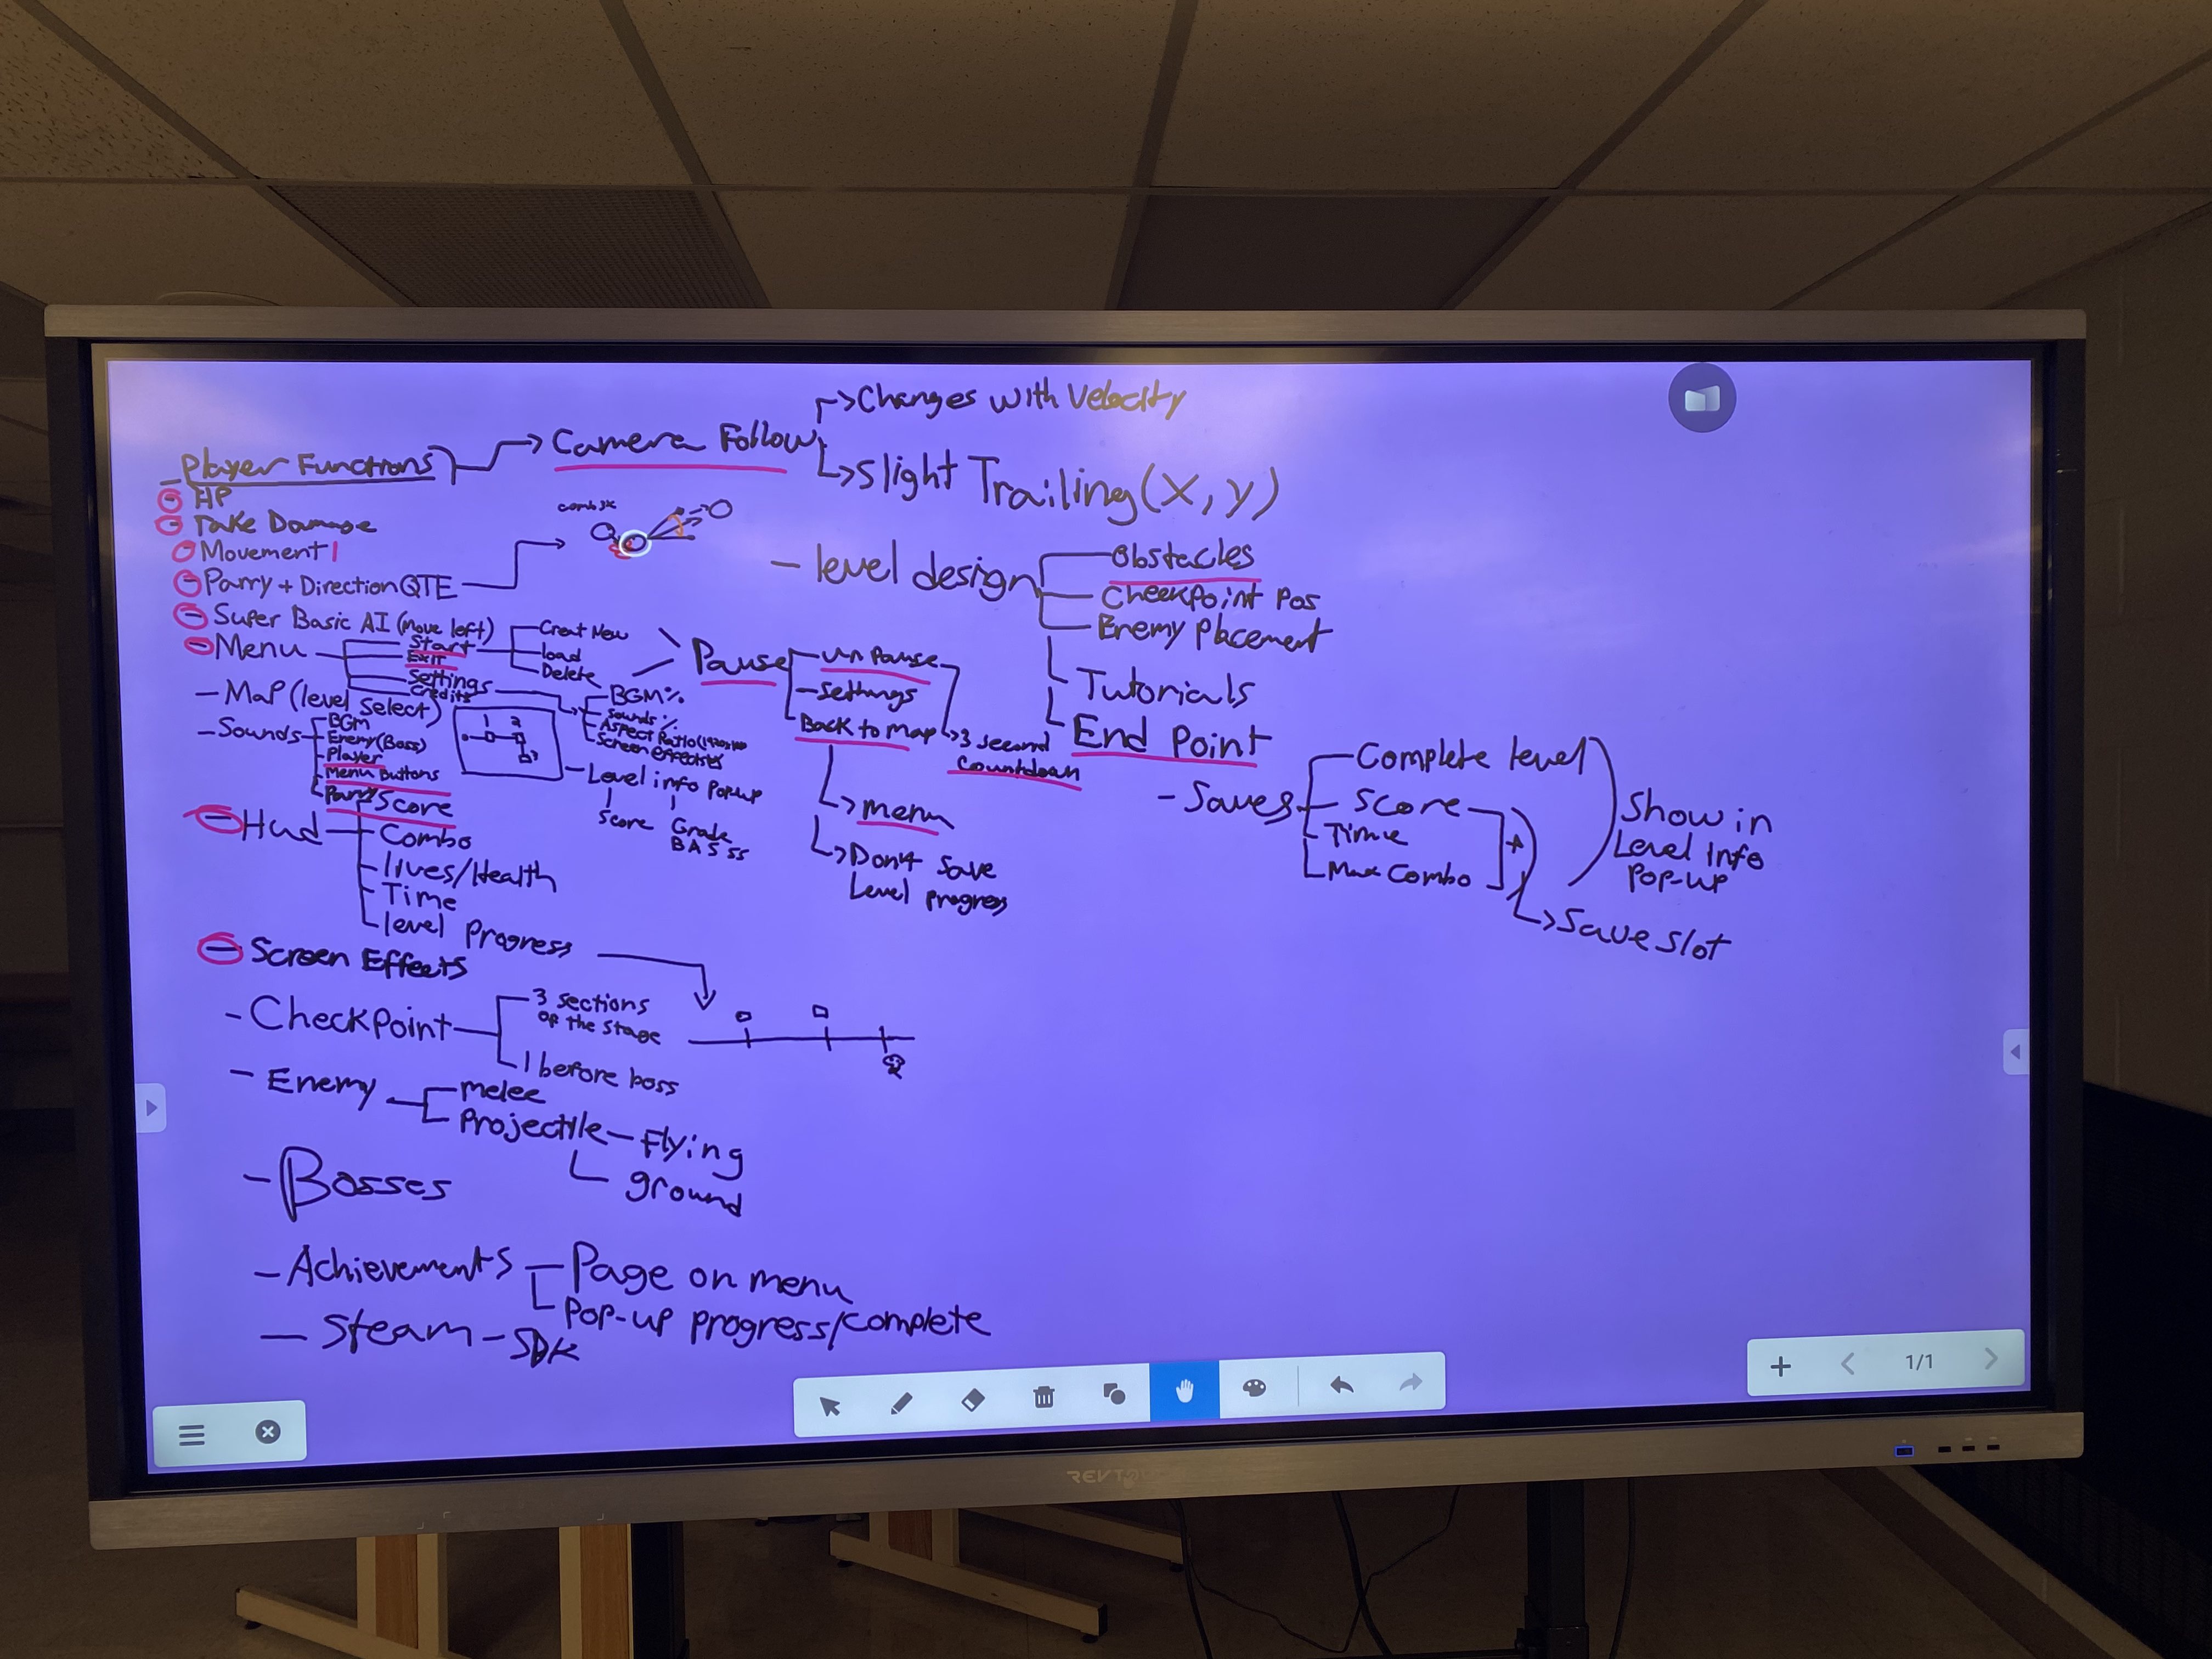 Changes with Velocity
Camera Follow
Slight Trailing (X, y)
- Player Functions
- HP
- Take Damage
Movement
- Parry + Direction QTE
- Super Basic AI (Move left)
- Menu
Start
Exit
Settings
Credits
Creat New
load
Delete
BGM %
Sounds %
Aspect Ratio
Screen effects
- Map (level Select)
1 2
3
- Level info Pop-up
Score
Grade
B A S SS
- Sounds
BGM
Enemy (Boss)
Player
Menu Buttons
Parry
- Hud
Score
Combo
lives/Health
Time
level Progress
- Screen Effects
- Checkpoint
3 sections
of the stage
1 before boss
- Enemy
melee
Projectile - Flying
ground
- Bosses
- Achievements
Page on menu
Pop-up progress/complete
- Steam - SDK
Pause
un Pause
- Settings
Back to Map
3 second
Countdown
menu
Don't Save
Level progress
- level design
Obstacles
Checkpoint Pos
Enemy Placement
Tutorials
End Point
- Saves
Complete level
Score
Time
Max Combo
Show in
Level Info
Pop-up
Save slot
1/1